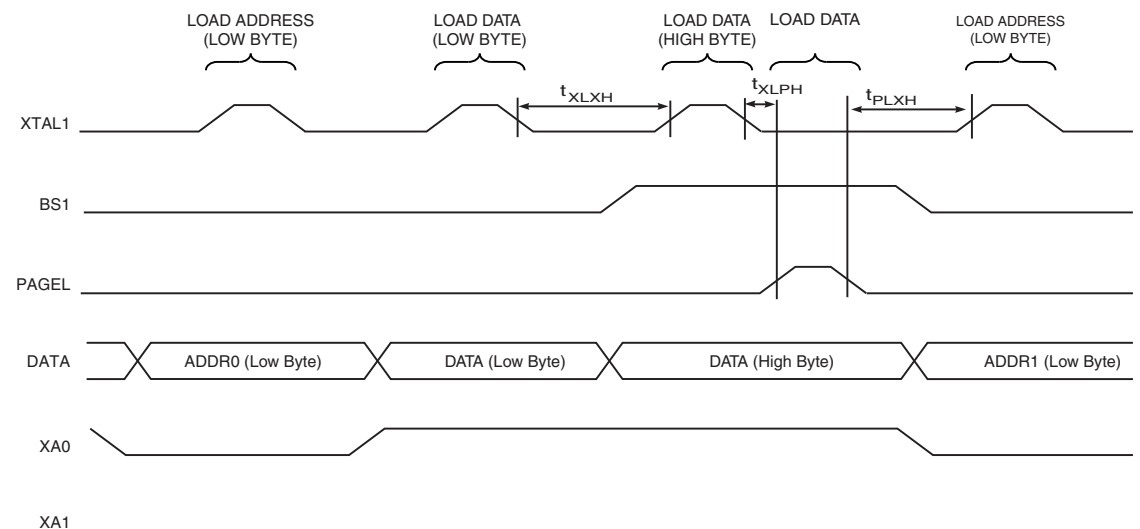 LOAD ADDRESS
(LOW BYTE)
LOAD DATA
(LOW BYTE)
LOAD DATA
(HIGH BYTE)
LOAD DATA
LOAD ADDRESS
(LOW BYTE)
tXLXH
tXLPH
tPLXH
XTAL1
BS1
PAGEL
DATA
ADDR0 (Low Byte)
DATA (Low Byte)
DATA (High Byte)
ADDR1 (Low Byte)
XA0
XA1